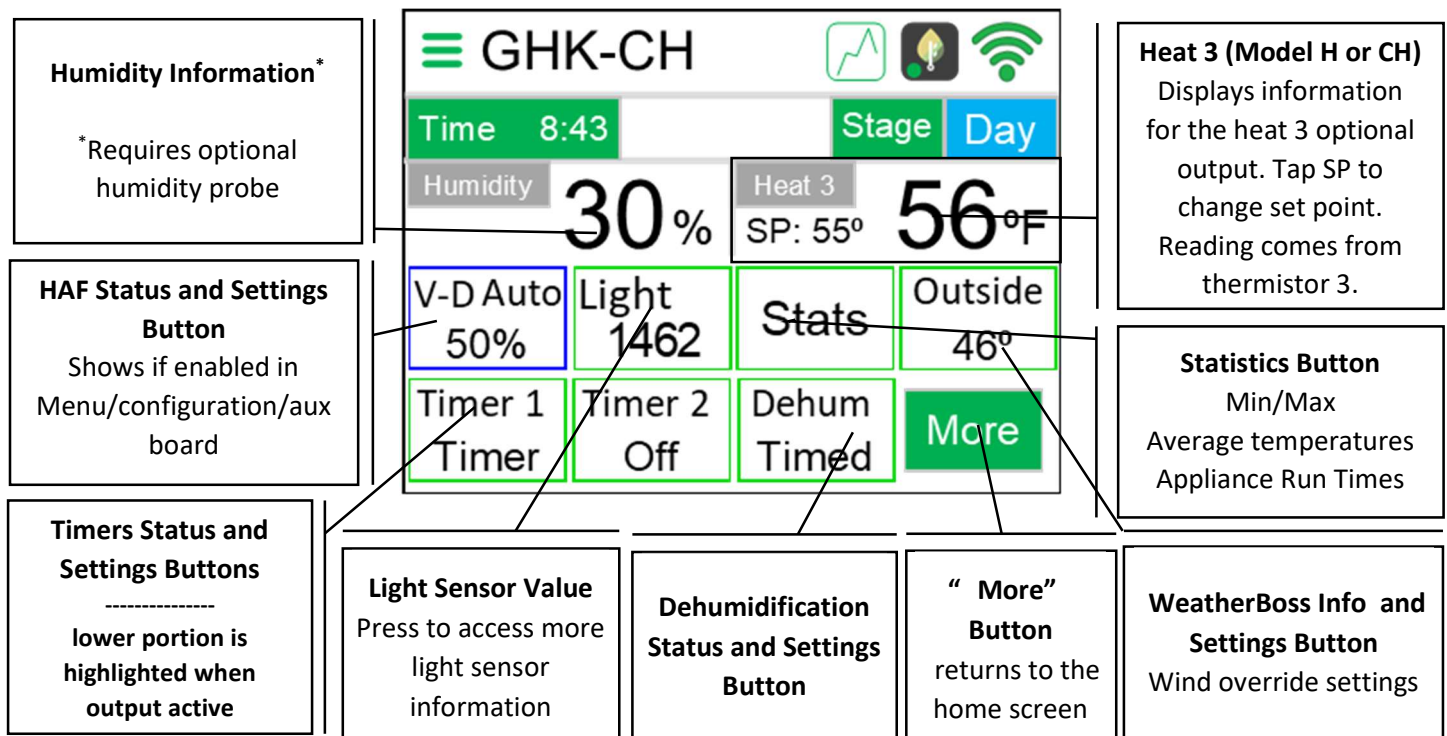 Humidity Information*
*Requires optional
humidity probe
HAF Status and Settings
Button
Shows if enabled in
Menu/configuration/aux
board
Timers Status and
Settings Buttons
---------------
lower portion is
highlighted when
output active
GHK-CH
Time 8:43
Stage
Day
Humidity
30 %
Heat 3
SP: 55º
56 ºF
V-D Auto
50%
Light
1462
Stats
Outside
46º
Timer 1
Timer
Timer 2
Off
Dehum
Timed
More
Heat 3 (Model H or CH)
Displays information
for the heat 3 optional
output. Tap SP to
change set point.
Reading comes from
thermistor 3.
Statistics Button
Min/Max
Average temperatures
Appliance Run Times
Light Sensor Value
Press to access more
light sensor
information
Dehumidification
Status and Settings
Button
“ More”
Button
returns to the
home screen
WeatherBoss Info and
Settings Button
Wind override settings